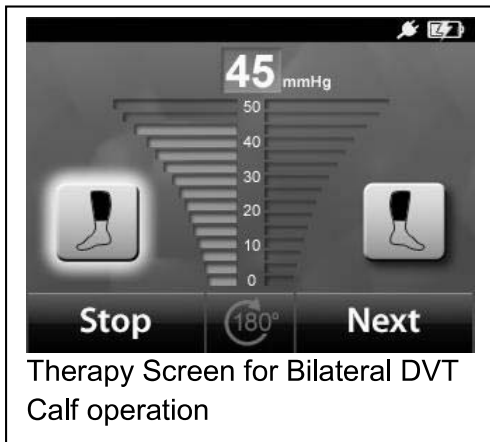 45 mmHg
50
40
30
20
10
0
Stop 180° Next
Therapy Screen for Bilateral DVT
Calf operation